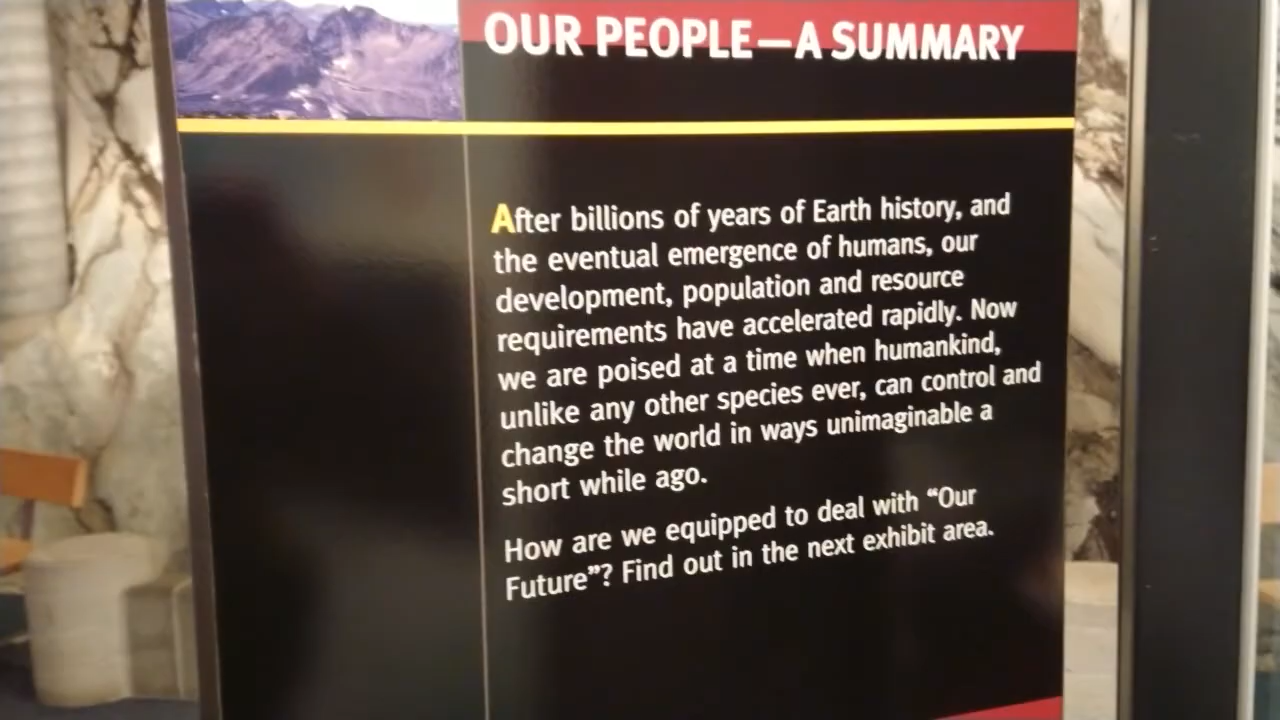 OUR PEOPLE—A SUMMARY
After billions of years of Earth history, and
the eventual emergence of humans, our
development, population and resource
requirements have accelerated rapidly. Now
we are poised at a time when humankind,
unlike any other species ever, can control and
change the world in ways unimaginable a
short while ago.
How are we equipped to deal with “Our
Future”? Find out in the next exhibit area.